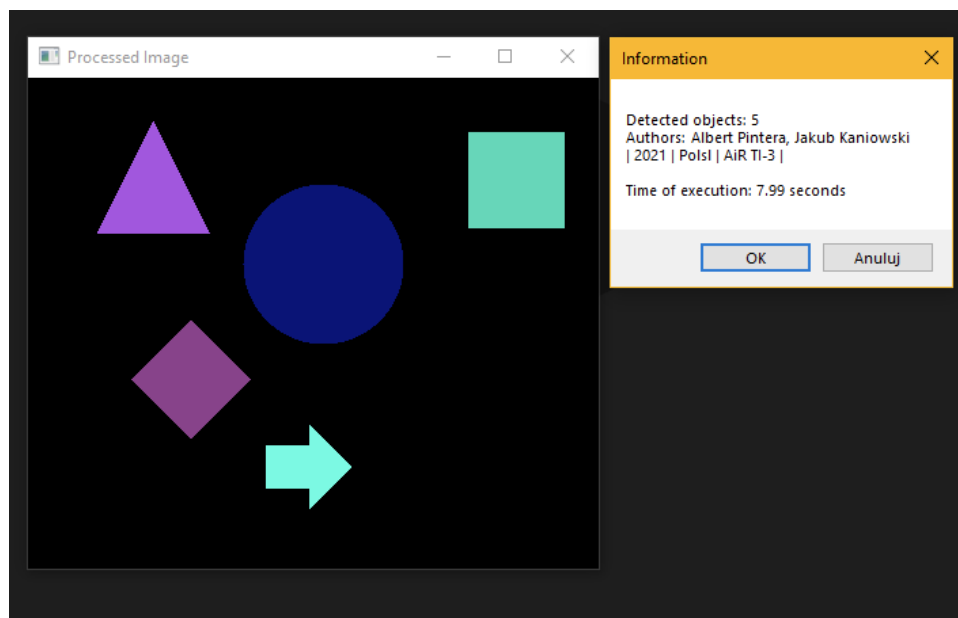 Processed Image
Information
Detected objects: 5
Authors: Albert Pintera, Jakub Kaniowski
| 2021 | Polsl | AiR TI-3 |
Time of execution: 7.99 seconds
OK
Anuluj